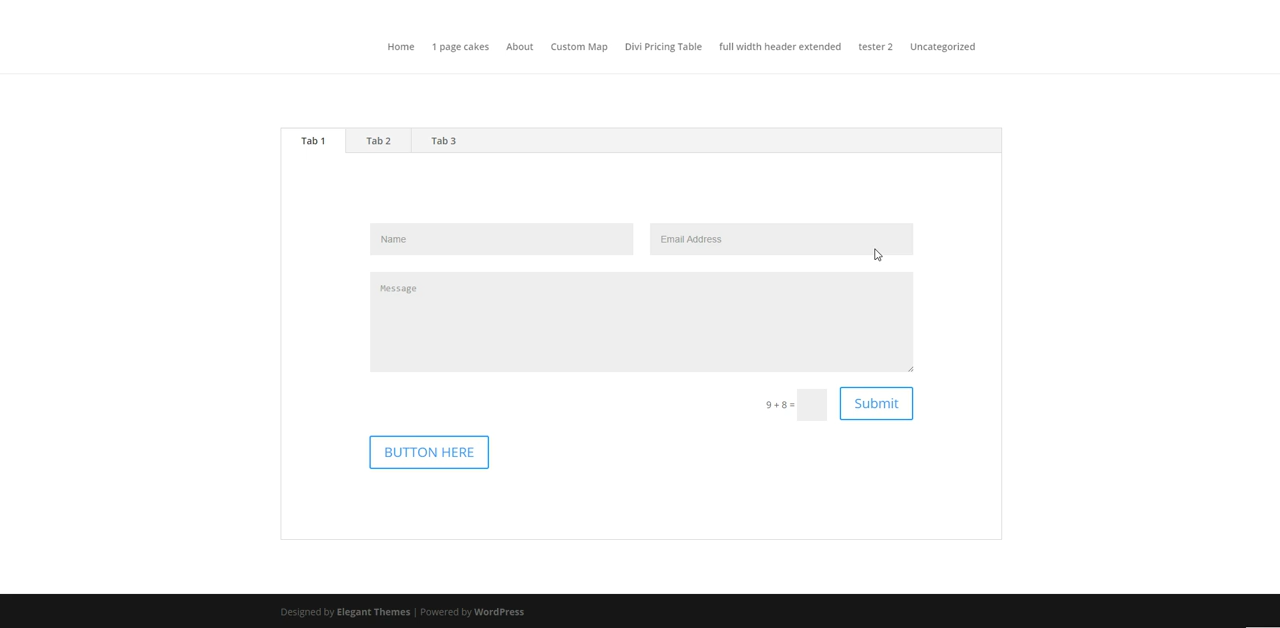 Home 1 page cakes About Custom Map Divi Pricing Table full width header extended tester 2 Uncategorized
Tab 1 Tab 2 Tab 3
Name Email Address
Message
9 + 8 = Submit
BUTTON HERE
Designed by Elegant Themes | Powered by WordPress